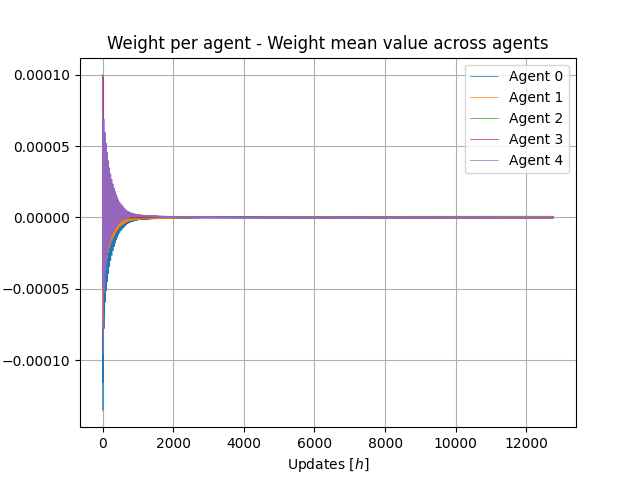 Weight per agent - Weight mean value across agents
0.00010
0.00005
0.00000
−0.00005
−0.00010
Agent 0
Agent 1
Agent 2
Agent 3
Agent 4
0 2000 4000 6000 8000 10000 12000
Updates [h]